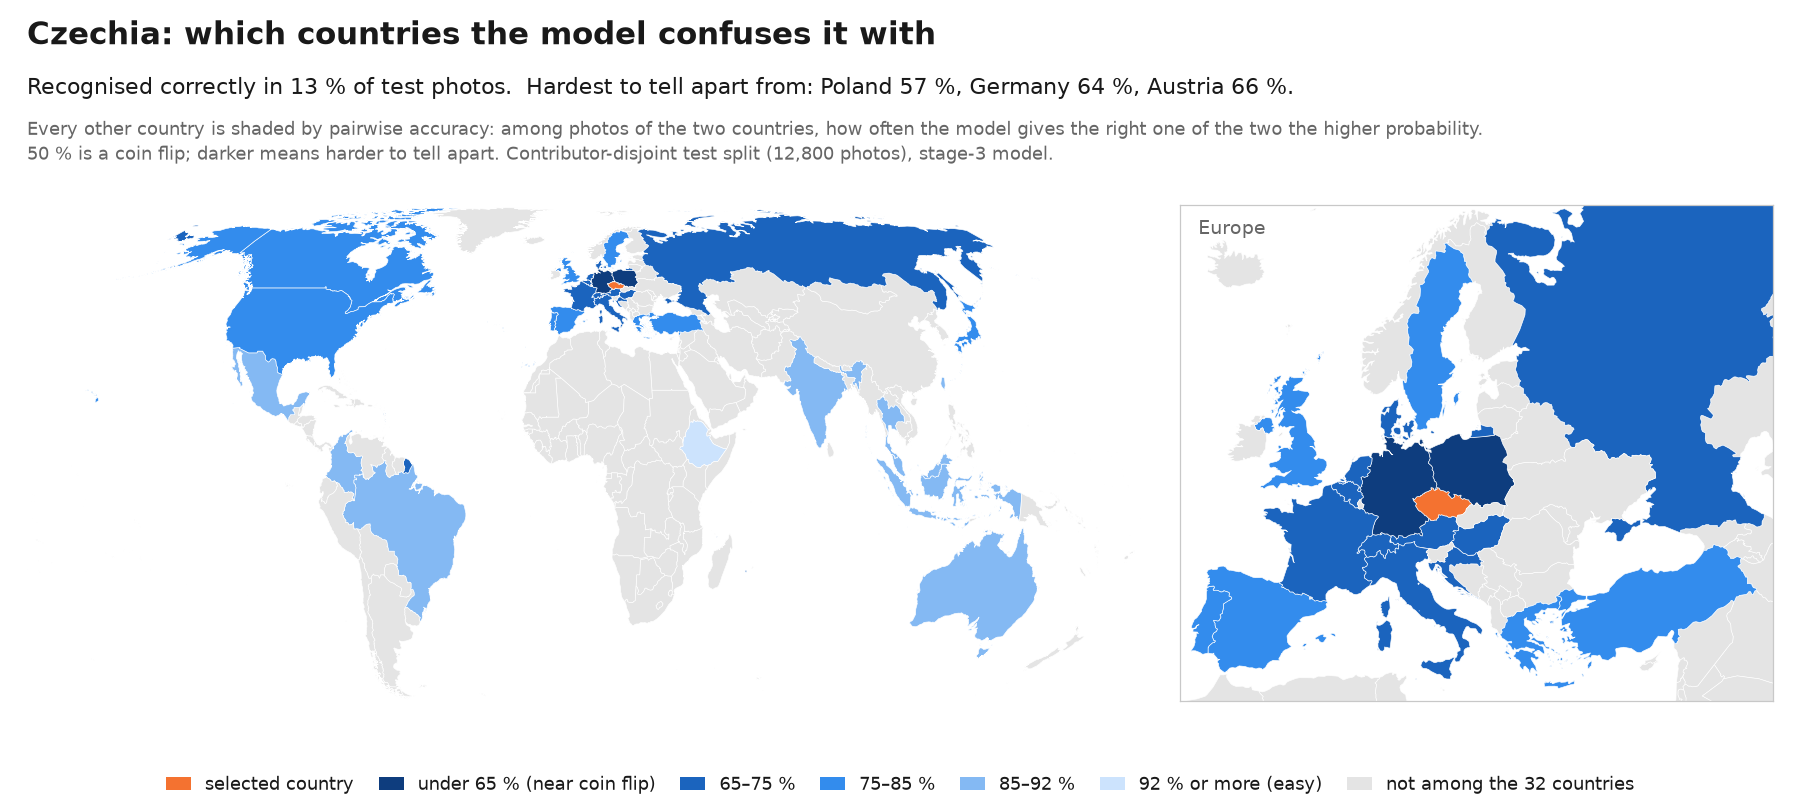 Czechia: which countries the model confuses it with
Recognised correctly in 13 % of test photos.  Hardest to tell apart from: Poland 57 %, Germany 64 %, Austria 66 %.
Every other country is shaded by pairwise accuracy: among photos of the two countries, how often the model gives the right one of the two the higher probability.
50 % is a coin flip; darker means harder to tell apart. Contributor-disjoint test split (12,800 photos), stage-3 model.
Europe
selected country
under 65 % (near coin flip)
65–75 %
75–85 %
85–92 %
92 % or more (easy)
not among the 32 countries